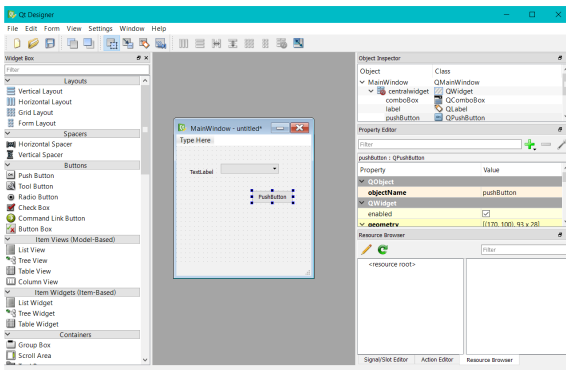 Qt Designer
File Edit Form View Settings Window Help
Widget Box
Filter
Layouts
Vertical Layout
Horizontal Layout
Grid Layout
Form Layout
Spacers
Horizontal Spacer
Vertical Spacer
Buttons
Push Button
Tool Button
Radio Button
Check Box
Command Link Button
Button Box
Item Views (Model-Based)
List View
Tree View
Table View
Column View
Item Widgets (Item-Based)
List Widget
Tree Widget
Table Widget
Containers
Group Box
Scroll Area
MainWindow - untitled*
Type Here
TextLabel
PushButton
Object Inspector
Object Class
MainWindow QMainWindow
centralwidget QWidget
comboBox QComboBox
label QLabel
pushButton QPushButton
Property Editor
Filter
pushButton : QPushButton
Property Value
QObject
objectName pushButton
QWidget
enabled
geometry [(170, 100), 93 x 28]
Resource Browser
Filter
<resource root>
Signal/Slot Editor Action Editor Resource Browser